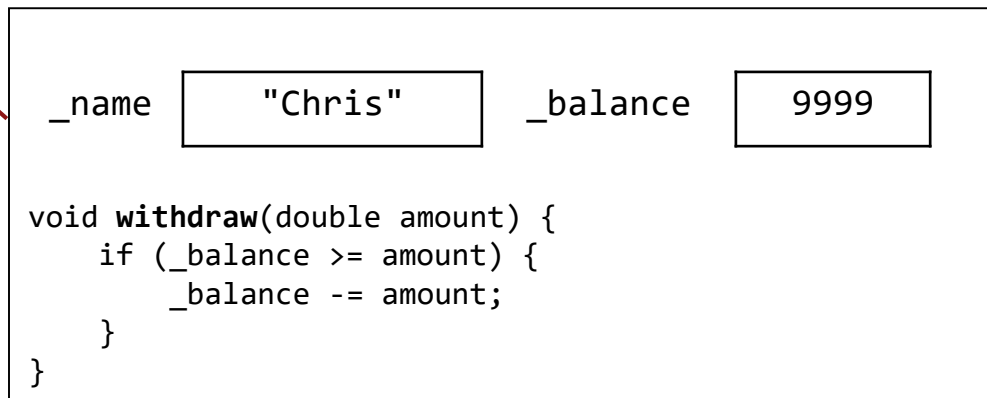 _name "Chris" _balance 9999
void withdraw(double amount) {
    if (_balance >= amount) {
        _balance -= amount;
    }
}